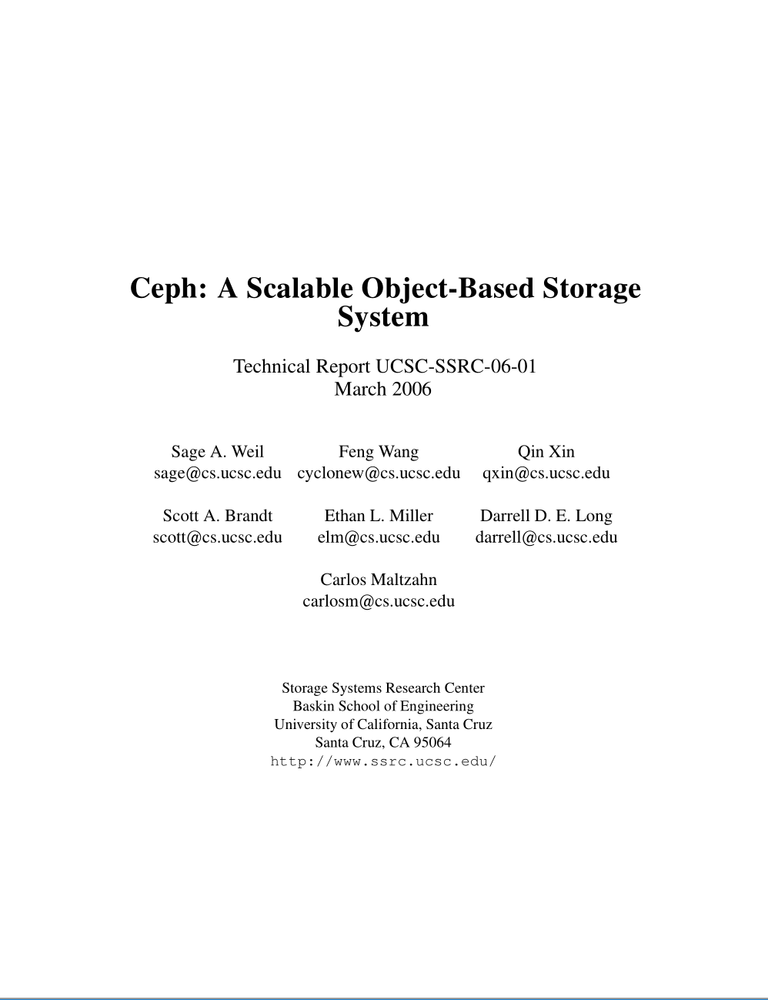 Ceph: A Scalable Object-Based Storage
System
Technical Report UCSC-SSRC-06-01
March 2006
Sage A. Weil Feng Wang Qin Xin
sage@cs.ucsc.edu cyclonew@cs.ucsc.edu qxin@cs.ucsc.edu
Scott A. Brandt Ethan L. Miller Darrell D. E. Long
scott@cs.ucsc.edu elm@cs.ucsc.edu darrell@cs.ucsc.edu
Carlos Maltzahn
carlosm@cs.ucsc.edu
Storage Systems Research Center
Baskin School of Engineering
University of California, Santa Cruz
Santa Cruz, CA 95064
http://www.ssrc.ucsc.edu/